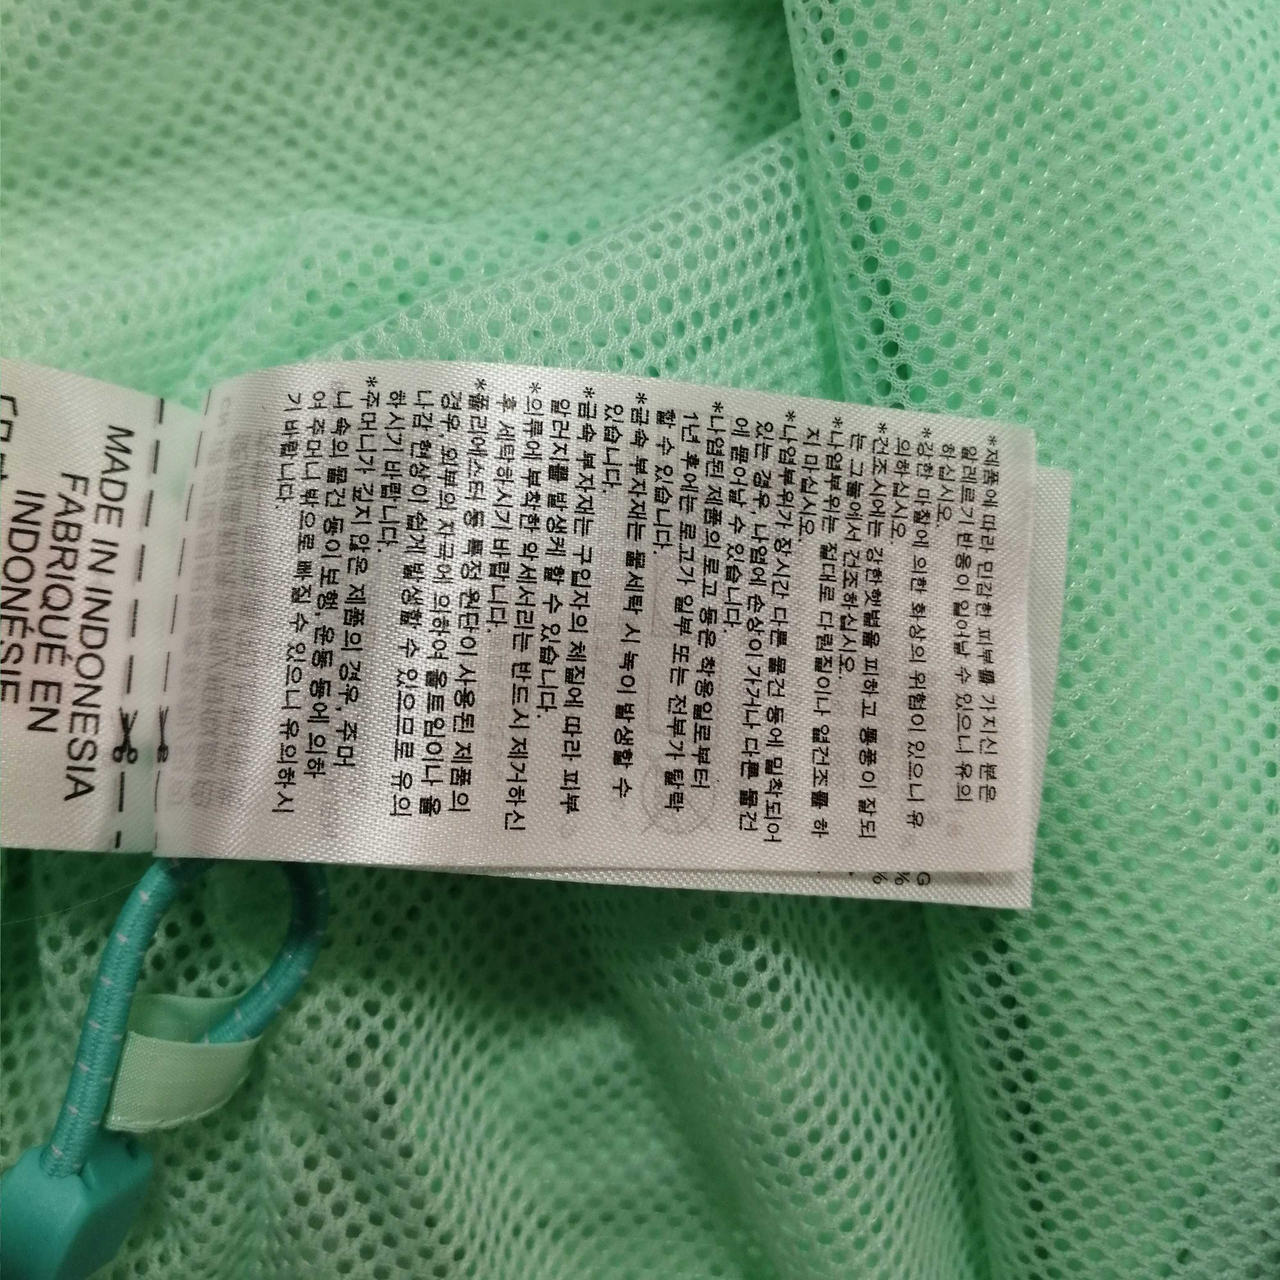 *제품에 따라 민감한 피부를 가지신 분은
알레르기 반응이 일어날 수 있으니 유의
하십시오.
*강한 마찰에 의한 화상의 위험이 있으니 유
의하십시오.
*건조시에는 강한햇볕을 피하고 통풍이 잘되
는 그늘에서 건조하십시오.
*나염부위는 절대로 다림질이나 열건조를 하
지 마십시오.
*나염부위가 장시간 다른 물건 등에 밀착되어
있는 경우, 나염에 손상이 가거나 다른 물건
에 묻어날 수 있습니다.
*나염된 제품의 로고 등은 착용일로부터
1년 후에는 로고가 일부 또는 전부가 탈락
할 수 있습니다.
*금속 부자재는 물세탁 시 녹이 발생할 수
있습니다.
*금속 부자재는 구입자의 체질에 따라 피부
알러지를 발생케 할 수 있습니다.
*의류에 부착한 악세서리는 반드시 제거하신
후 세탁하시기 바랍니다.
*폴리에스터 등 특정 원단이 사용된 제품의
경우, 외부의 자극에 의하여 올트임이나 올
니감 현상이 쉽게 발생할 수 있으므로 유의
하시기 바랍니다.
*주머니가 깊지 않은 제품의 경우, 주머
니 속의 물건 등이 보행, 운동 등에 의하
여 주머니 밖으로 빠질 수 있으니 유의하시
기 바랍니다.
MADE IN INDONESIA
FABRIQUÉ EN
INDONÉSIE
G
%
%